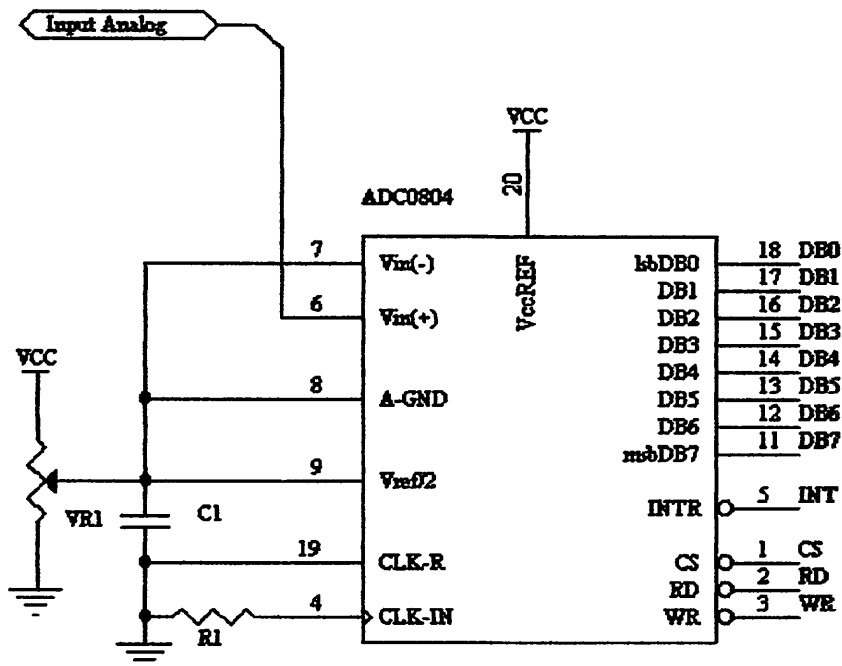 Input Analog
VCC
20
ADC0804
VccREF
7 Vin(-)
6 Vin(+)
8 A-GND
9 Vref/2
19 CLK-R
4 CLK-IN
VCC
VR1
C1
R1
lsbDB0 18 DB0
DB1 17 DB1
DB2 16 DB2
DB3 15 DB3
DB4 14 DB4
DB5 13 DB5
DB6 12 DB6
msbDB7 11 DB7
INTR 5 INT
CS 1 CS
RD 2 RD
WR 3 WR